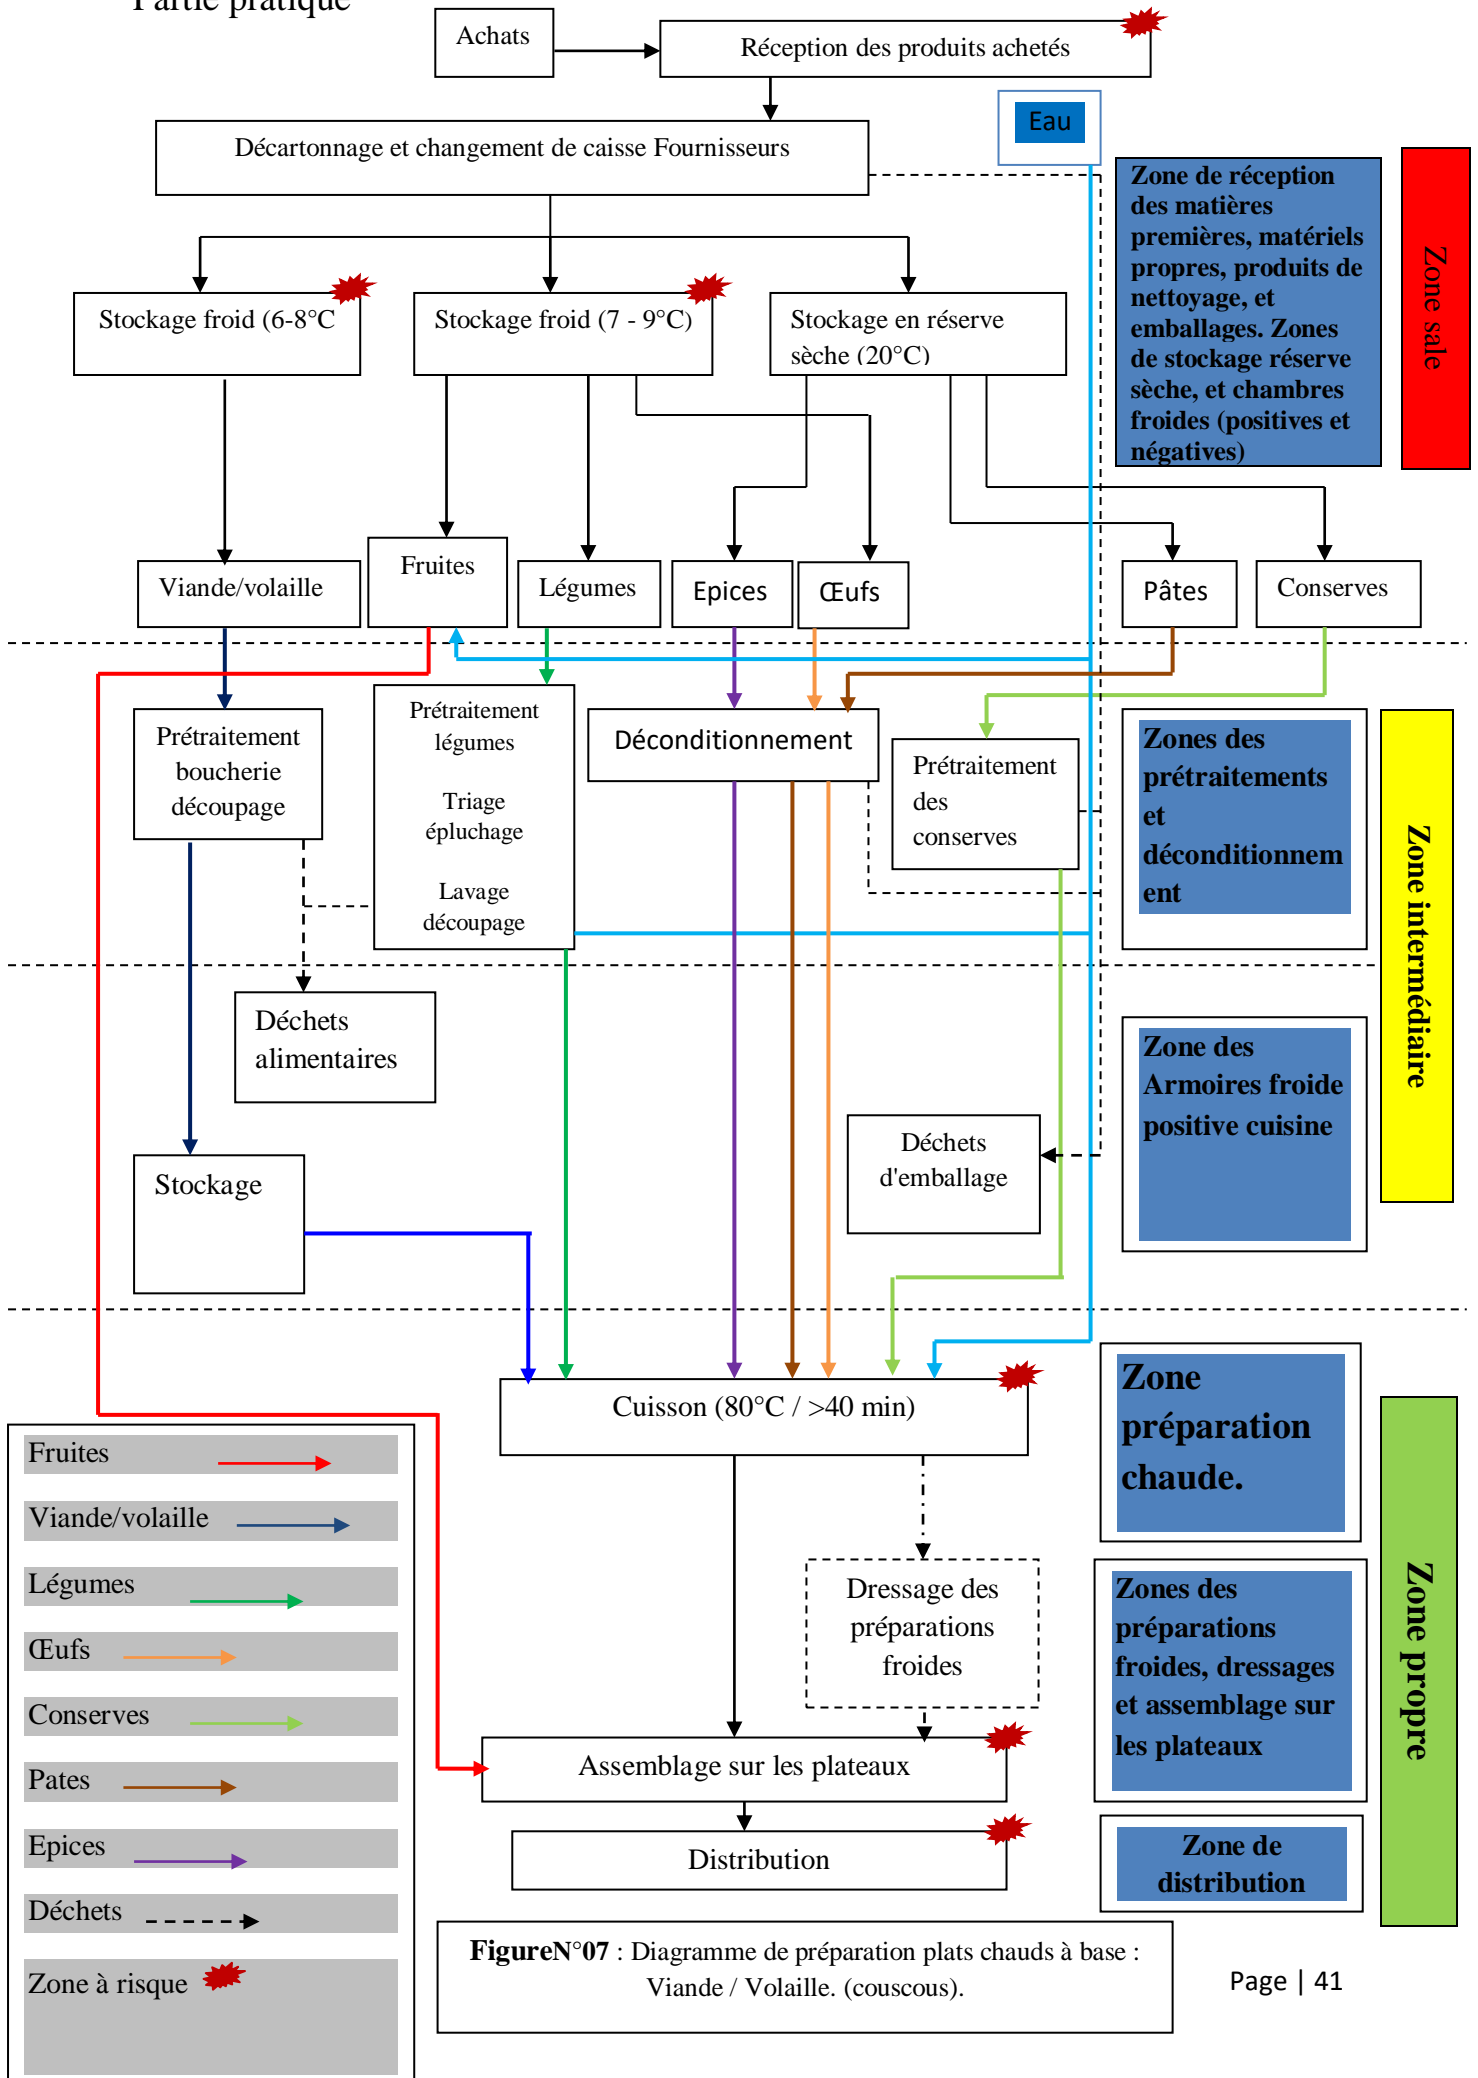 Partie pratique
Achats
Réception des produits achetés
Eau
Décartonnage et changement de caisse Fournisseurs
Zone de réception
des matières
premières, matériels
propres, produits de
nettoyage, et
emballages. Zones
de stockage réserve
sèche, et chambres
froides (positives et
négatives)
Zone sale
Stockage froid (6-8°C
Stockage froid (7 - 9°C)
Stockage en réserve
sèche (20°C)
Viande/volaille
Fruites
Légumes
Epices
Œufs
Pâtes
Conserves
Prétraitement
boucherie
découpage
Prétraitement
légumes
Triage
épluchage
Lavage
découpage
Déconditionnement
Prétraitement
des
conserves
Zones des
prétraitements
et
déconditionnem
ent
Zone intermédiaire
Déchets
alimentaires
Zone des
Armoires froide
positive cuisine
Déchets
d'emballage
Stockage
Cuisson (80°C / >40 min)
Zone
préparation
chaude.
Dressage des
préparations
froides
Zones des
préparations
froides, dressages
et assemblage sur
les plateaux
Zone propre
Assemblage sur les plateaux
Distribution
Zone de
distribution
Fruites
Viande/volaille
Légumes
Œufs
Conserves
Pates
Epices
Déchets
Zone à risque
FigureN°07 : Diagramme de préparation plats chauds à base :
Viande / Volaille. (couscous).
Page | 41